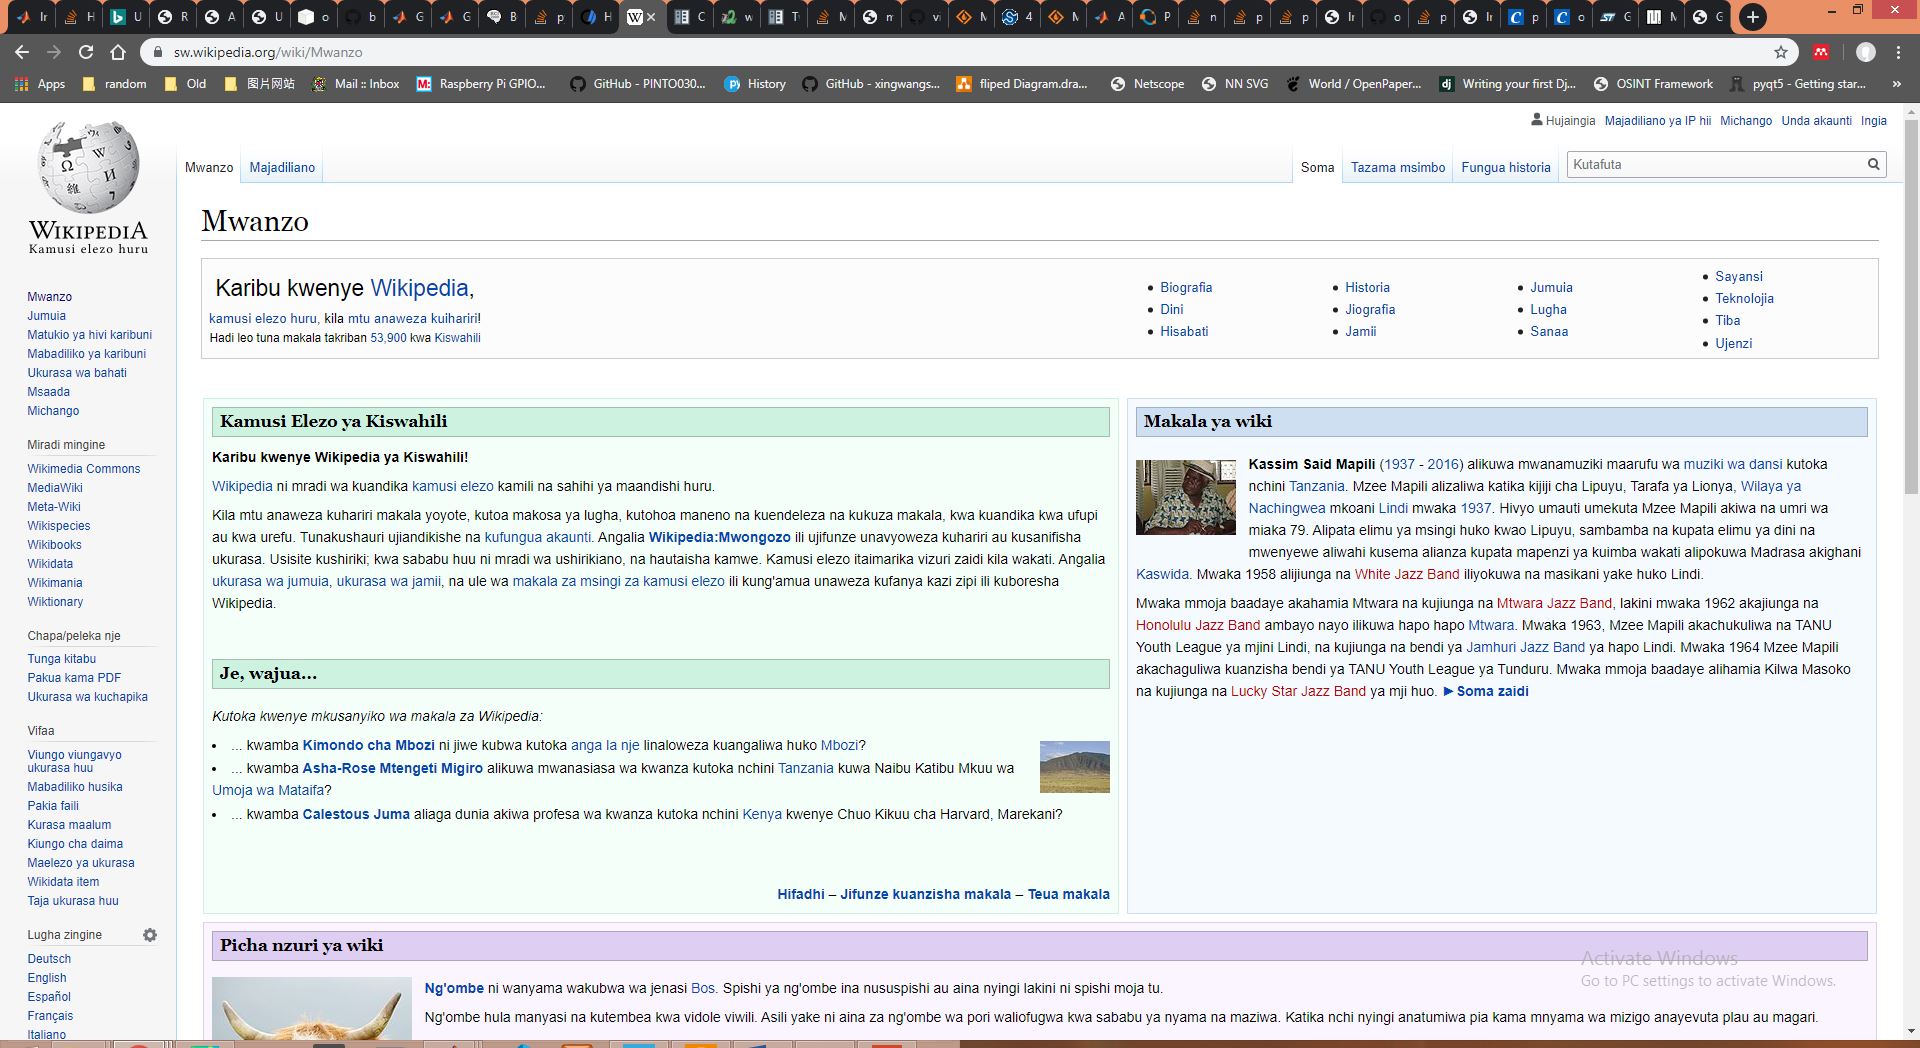 sw.wikipedia.org/wiki/Mwanzo
Apps random Old 图片网站 Mail :: Inbox Raspberry Pi GPIO... GitHub - PINTO030... History GitHub - xingwangs... fliped Diagram.dra... Netscope NN SVG World / OpenPaper... Writing your first Dj... OSINT Framework pyqt5 - Getting star... »
Hujaingia Majadiliano ya IP hii Michango Unda akaunti Ingia
Mwanzo Majadiliano Soma Tazama msimbo Fungua historia Kutafuta
WIKIPEDIA
Kamusi elezo huru
Mwanzo
Jumuia
Matukio ya hivi karibuni
Mabadiliko ya karibuni
Ukurasa wa bahati
Msaada
Michango
Miradi mingine
Wikimedia Commons
MediaWiki
Meta-Wiki
Wikispecies
Wikibooks
Wikidata
Wikimania
Wiktionary
Chapa/peleka nje
Tunga kitabu
Pakua kama PDF
Ukurasa wa kuchapika
Vifaa
Viungo viungavyo
ukurasa huu
Mabadiliko husika
Pakia faili
Kurasa maalum
Kiungo cha daima
Maelezo ya ukurasa
Wikidata item
Taja ukurasa huu
Lugha zingine
Deutsch
English
Español
Français
Italiano
Mwanzo
Karibu kwenye Wikipedia,
kamusi elezo huru, kila mtu anaweza kuihariri!
Hadi leo tuna makala takriban 53,900 kwa Kiswahili
Biografia
Dini
Hisabati
Historia
Jiografia
Jamii
Jumuia
Lugha
Sanaa
Sayansi
Teknolojia
Tiba
Ujenzi
Kamusi Elezo ya Kiswahili
Karibu kwenye Wikipedia ya Kiswahili!
Wikipedia ni mradi wa kuandika kamusi elezo kamili na sahihi ya maandishi huru.
Kila mtu anaweza kuhariri makala yoyote, kutoa makosa ya lugha, kutohoa maneno na kuendeleza na kukuza makala, kwa kuandika kwa ufupi
au kwa urefu. Tunakushauri ujiandikishe na kufungua akaunti. Angalia Wikipedia:Mwongozo ili ujifunze unavyoweza kuhariri au kusanifisha
ukurasa. Usisite kushiriki; kwa sababu huu ni mradi wa ushirikiano, na hautaisha kamwe. Kamusi elezo itaimarika vizuri zaidi kila wakati. Angalia
ukurasa wa jumuia, ukurasa wa jamii, na ule wa makala za msingi za kamusi elezo ili kung'amua unaweza kufanya kazi zipi ili kuboresha
Wikipedia.
Je, wajua...
Kutoka kwenye mkusanyiko wa makala za Wikipedia:
... kwamba Kimondo cha Mbozi ni jiwe kubwa kutoka anga la nje linaloweza kuangaliwa huko Mbozi?
... kwamba Asha-Rose Mtengeti Migiro alikuwa mwanasiasa wa kwanza kutoka nchini Tanzania kuwa Naibu Katibu Mkuu wa
Umoja wa Mataifa?
... kwamba Calestous Juma aliaga dunia akiwa profesa wa kwanza kutoka nchini Kenya kwenye Chuo Kikuu cha Harvard, Marekani?
Hifadhi – Jifunze kuanzisha makala – Teua makala
Makala ya wiki
Kassim Said Mapili (1937 - 2016) alikuwa mwanamuziki maarufu wa muziki wa dansi kutoka
nchini Tanzania. Mzee Mapili alizaliwa katika kijiji cha Lipuyu, Tarafa ya Lionya, Wilaya ya
Nachingwea mkoani Lindi mwaka 1937. Hivyo umauti umekuta Mzee Mapili akiwa na umri wa
miaka 79. Alipata elimu ya msingi huko kwao Lipuyu, sambamba na kupata elimu ya dini na
mwenyewe aliwahi kusema alianza kupata mapenzi ya kuimba wakati alipokuwa Madrasa akighani
Kaswida. Mwaka 1958 alijiunga na White Jazz Band iliyokuwa na masikani yake huko Lindi.
Mwaka mmoja baadaye akahamia Mtwara na kujiunga na Mtwara Jazz Band, lakini mwaka 1962 akajiunga na
Honolulu Jazz Band ambayo nayo ilikuwa hapo hapo Mtwara. Mwaka 1963, Mzee Mapili akachukuliwa na TANU
Youth League ya mjini Lindi, na kujiunga na bendi ya Jamhuri Jazz Band ya hapo Lindi. Mwaka 1964 Mzee Mapili
akachaguliwa kuanzisha bendi ya TANU Youth League ya Tunduru. Mwaka mmoja baadaye alihamia Kilwa Masoko
na kujiunga na Lucky Star Jazz Band ya mji huo. ►Soma zaidi
Picha nzuri ya wiki
Ng'ombe ni wanyama wakubwa wa jenasi Bos. Spishi ya ng'ombe ina nususpishi au aina nyingi lakini ni spishi moja tu.
Ng'ombe hula manyasi na kutembea kwa vidole viwili. Asili yake ni aina za ng'ombe wa pori waliofugwa kwa sababu ya nyama na maziwa. Katika nchi nyingi anatumiwa pia kama mnyama wa mizigo anayevuta plau au magari.
Activate Windows
Go to PC settings to activate Windows.